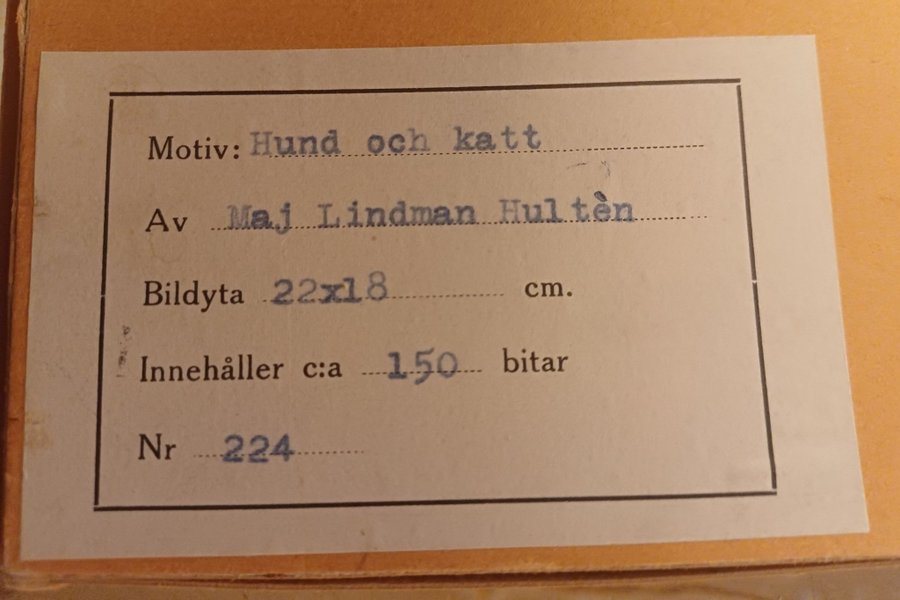 Motiv: Hund och katt
Av Maj Lindman Hultèn
Bildyta 22x18 cm.
Innehåller c:a 150 bitar
Nr 224